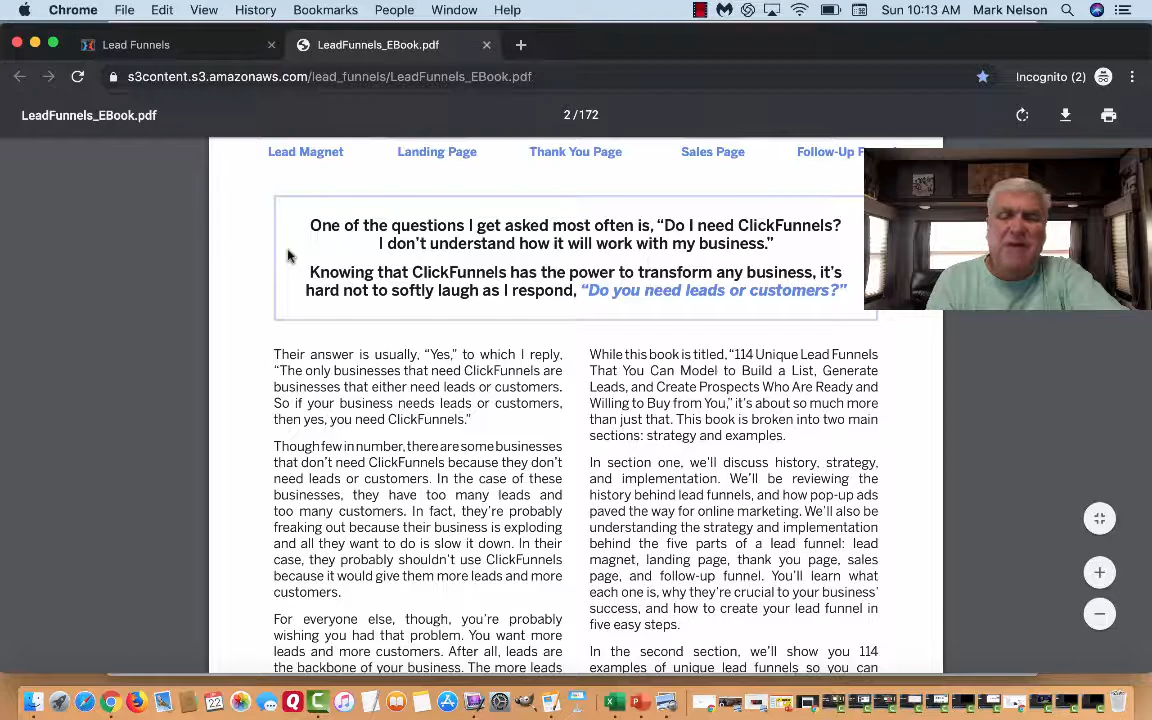 Chrome File Edit View History Bookmarks People Window Help Sun 10:13 AM Mark Nelson
Lead Funnels LeadFunnels_EBook.pdf
s3content.s3.amazonaws.com/lead_funnels/LeadFunnels_EBook.pdf Incognito (2)
LeadFunnels_EBook.pdf 2 / 172
Lead Magnet Landing Page Thank You Page Sales Page Follow-Up F
One of the questions I get asked most often is, “Do I need ClickFunnels?
I don’t understand how it will work with my business.”
Knowing that ClickFunnels has the power to transform any business, it’s
hard not to softly laugh as I respond, “Do you need leads or customers?”
Their answer is usually, “Yes,” to which I reply,
“The only businesses that need ClickFunnels are
businesses that either need leads or customers.
So if your business needs leads or customers,
then yes, you need ClickFunnels.”
Though few in number, there are some businesses
that don’t need ClickFunnels because they don’t
need leads or customers. In the case of these
businesses, they have too many leads and
too many customers. In fact, they’re probably
freaking out because their business is exploding
and all they want to do is slow it down. In their
case, they probably shouldn’t use ClickFunnels
because it would give them more leads and more
customers.
For everyone else, though, you’re probably
wishing you had that problem. You want more
leads and more customers. After all, leads are
the backbone of your business. The more leads
While this book is titled, “114 Unique Lead Funnels
That You Can Model to Build a List, Generate
Leads, and Create Prospects Who Are Ready and
Willing to Buy from You,” it’s about so much more
than just that. This book is broken into two main
sections: strategy and examples.
In section one, we’ll discuss history, strategy,
and implementation. We’ll be reviewing the
history behind lead funnels, and how pop-up ads
paved the way for online marketing. We’ll also be
understanding the strategy and implementation
behind the five parts of a lead funnel: lead
magnet, landing page, thank you page, sales
page, and follow-up funnel. You’ll learn what
each one is, why they’re crucial to your business’
success, and how to create your lead funnel in
five easy steps.
In the second section, we’ll show you 114
examples of unique lead funnels so you can